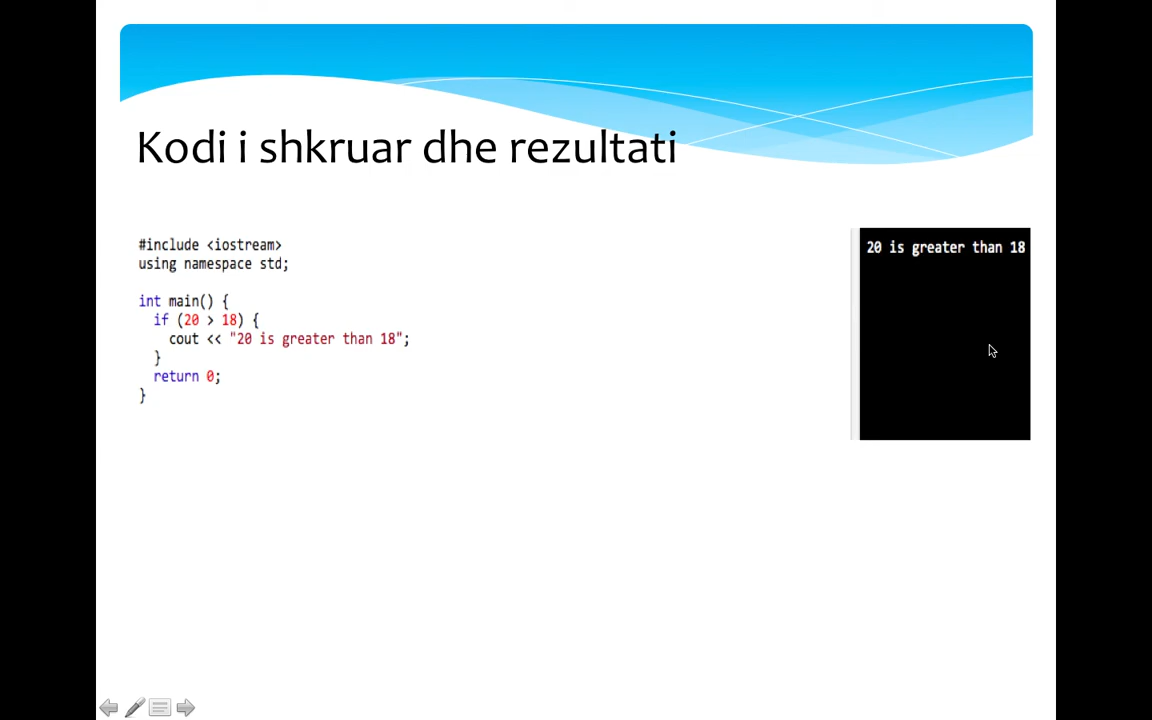 Kodi i shkruar dhe rezultati
#include <iostream>
using namespace std;
int main() {
if (20 > 18) {
cout << "20 is greater than 18";
}
return 0;
}
20 is greater than 18